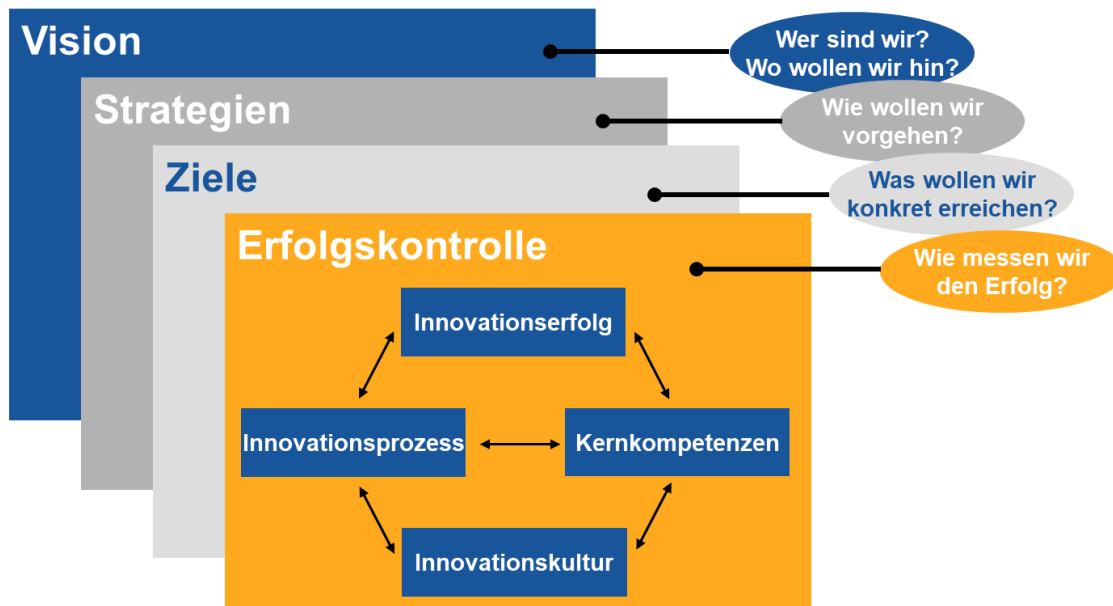 Vision
Wer sind wir?
Wo wollen wir hin?
Strategien
Wie wollen wir
vorgehen?
Ziele
Was wollen wir
konkret erreichen?
Erfolgskontrolle
Wie messen wir
den Erfolg?
Innovationserfolg
Innovationsprozess
Kernkompetenzen
Innovationskultur